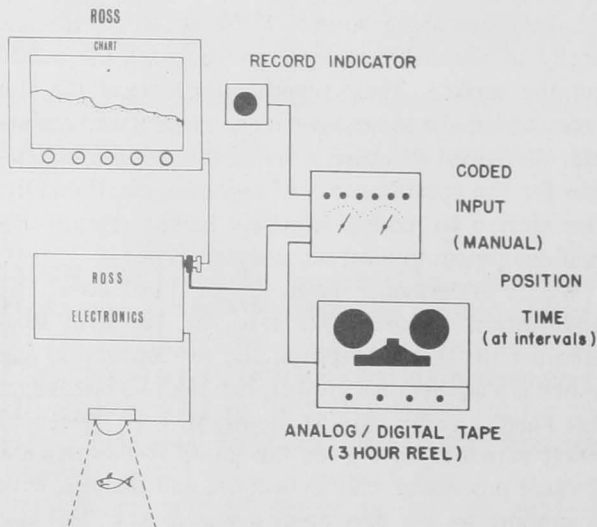 ROSS
CHART
RECORD INDICATOR
CODED
INPUT
(MANUAL)
ROSS
ELECTRONICS
POSITION
TIME
(at intervals)
ANALOG / DIGITAL TAPE
(3 HOUR REEL)